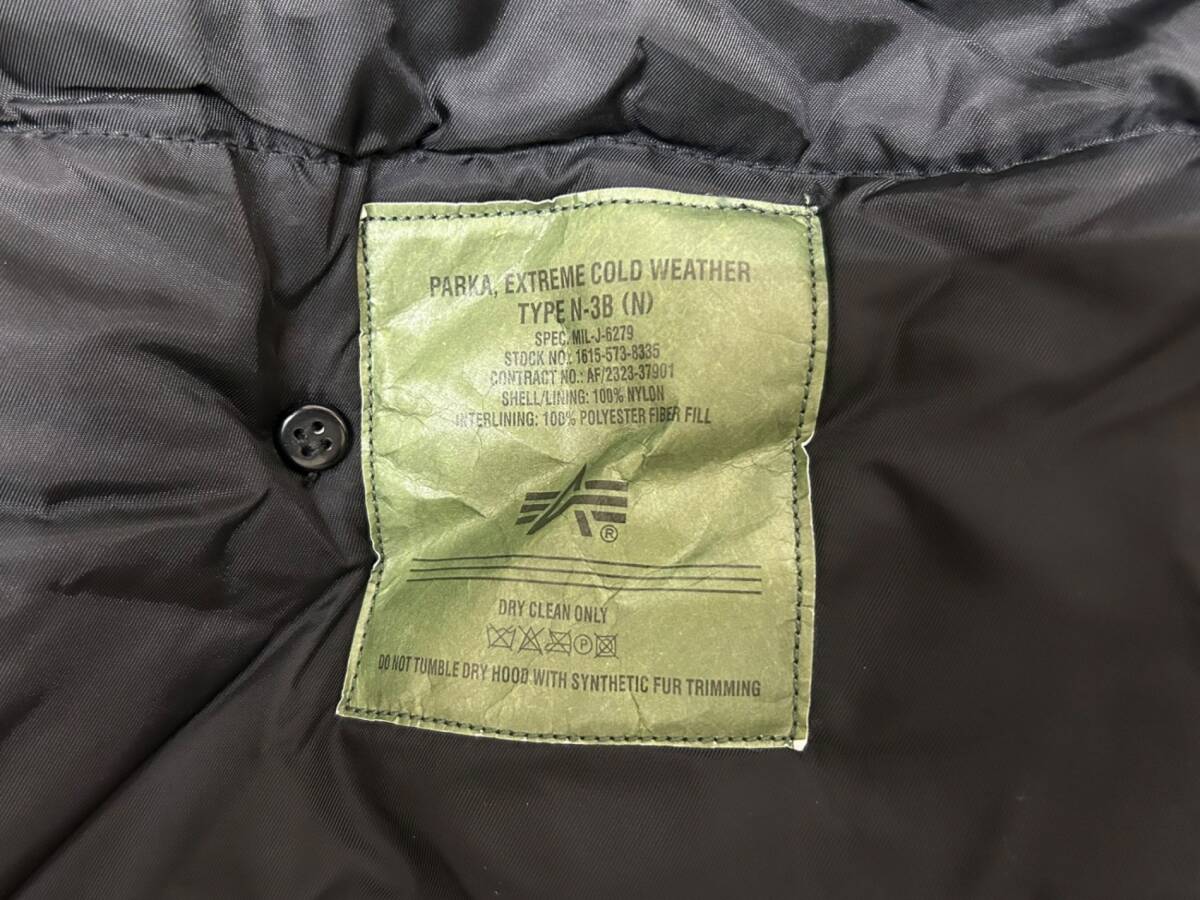 PARKA, EXTREME COLD WEATHER
TYPE N-3B (N)
SPEC. MIL-J-6279
STOCK NO.: 1615-573-8335
CONTRACT NO.: AF/2323-37901
SHELL/LINING: 100% NYLON
INTERLINING: 100% POLYESTER FIBER FILL
®
DRY CLEAN ONLY
P
DO NOT TUMBLE DRY HOOD WITH SYNTHETIC FUR TRIMMING